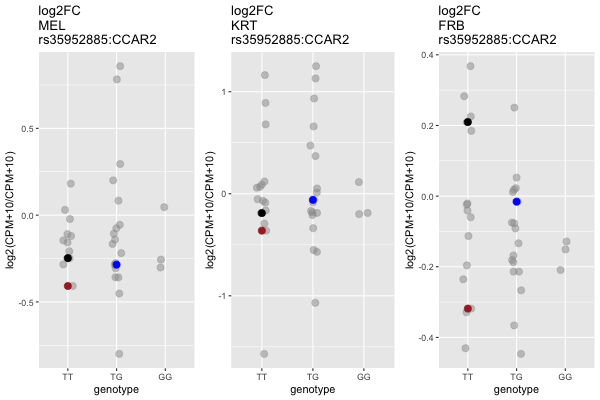 log2FC
MEL
rs35952885:CCAR2
log2(CPM+10/CPM+10)
0.5
0.0
-0.5
TT TG GG
genotype
log2FC
KRT
rs35952885:CCAR2
log2(CPM+10/CPM+10)
1
0
-1
TT TG GG
genotype
log2FC
FRB
rs35952885:CCAR2
log2(CPM+10/CPM+10)
0.4
0.2
0.0
-0.2
-0.4
TT TG GG
genotype